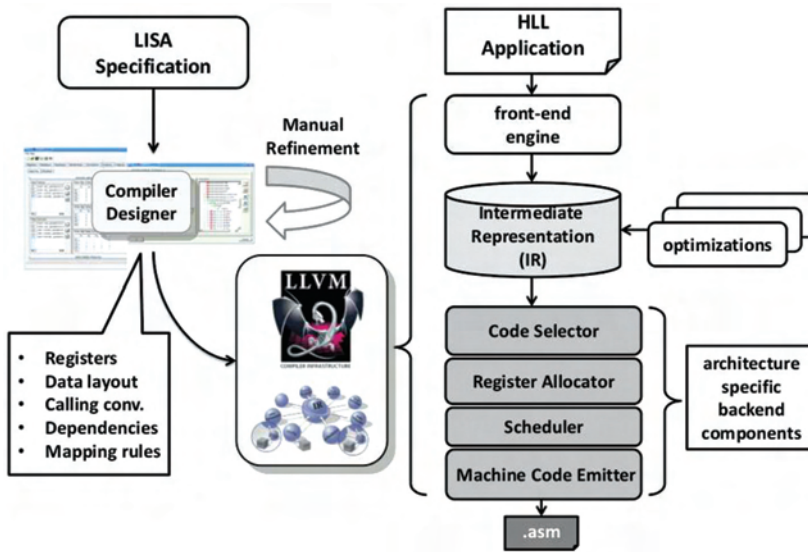 LISA
Specification
Manual
Refinement
Compiler
Designer
• Registers
• Data layout
• Calling conv.
• Dependencies
• Mapping rules
LLVM
COMPILER INFRASTRUCTURE
IR
HLL
Application
front-end
engine
Intermediate
Representation
(IR)
optimizations
Code Selector
Register Allocator
Scheduler
Machine Code Emitter
.asm
architecture
specific
backend
components